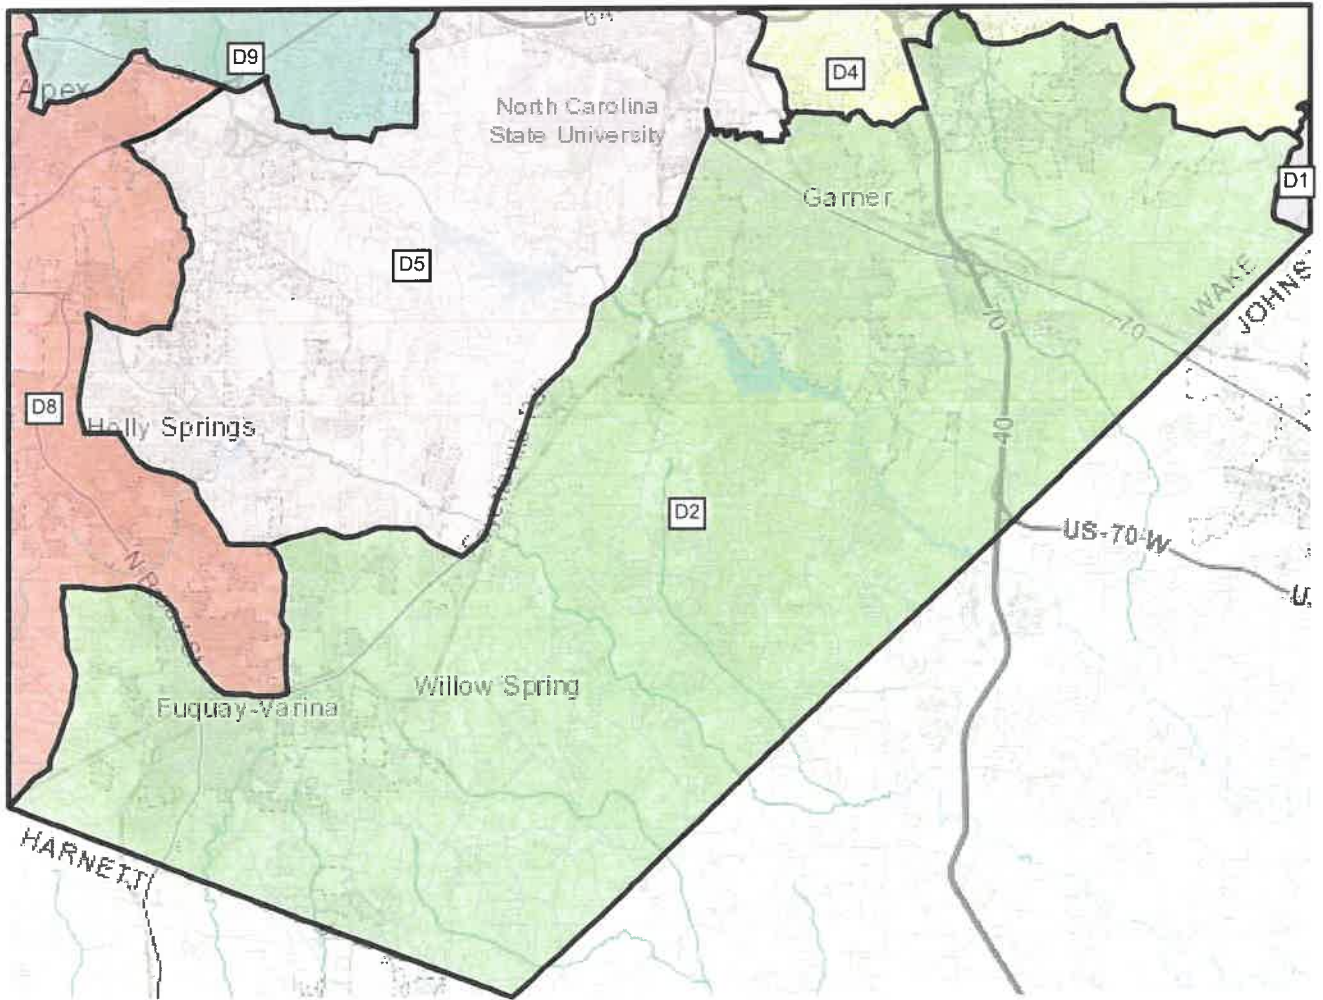 D9
D4
Apex
North Carolina
State University
D1
Garner
D5
WAKE
JOHNS
70
70
D8
Holly Springs
40
D2
US-70-W
U.
Willow Spring
Fuquay-Varina
HARNETT